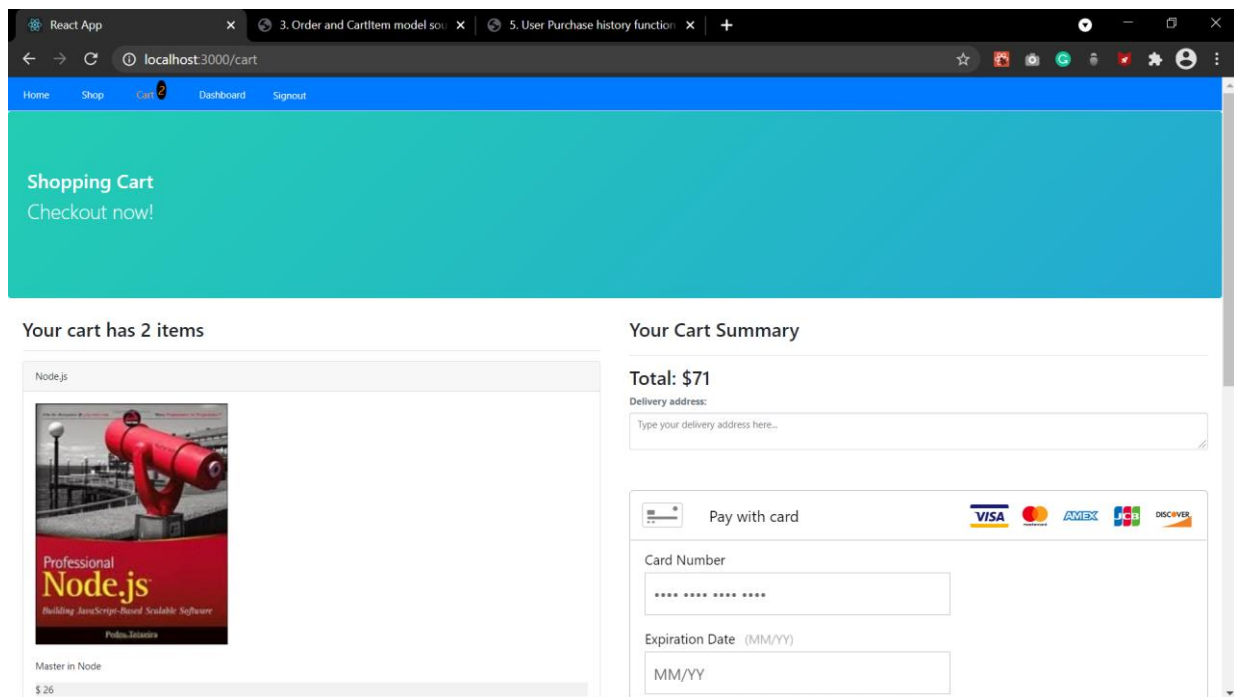 React App
3. Order and CartItem model sou
5. User Purchase history function
localhost:3000/cart
Home Shop Cart 2 Dashboard Signout
Shopping Cart
Checkout now!
Your cart has 2 items
Node.js
Professional
Node.js
Building JavaScript-Based Scalable Software
Pedro Teixeira
Master in Node
$ 26
Your Cart Summary
Total: $71
Delivery address:
Type your delivery address here...
Pay with card
VISA
AMEX
JCB
DISCOVER
Card Number
•••• •••• •••• ••••
Expiration Date (MM/YY)
MM/YY